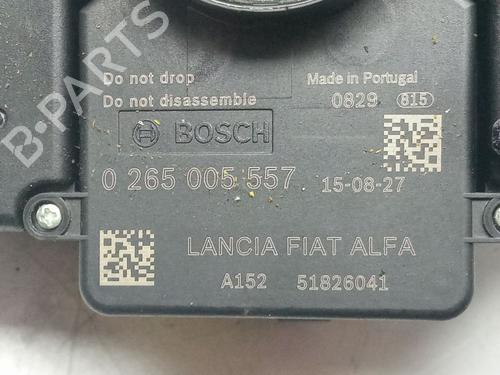 B-PARTS
Do not drop
Made in Portugal
Do not disassemble
0829 815
BOSCH
0 265 005 557 15-08-27
LANCIA FIAT ALFA
A152 51826041